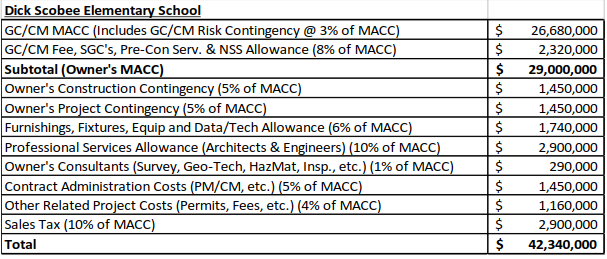 Dick Scobee Elementary School
GC/CM MACC (Includes GC/CM Risk Contingency @ 3% of MACC) $ 26,680,000
GC/CM Fee, SGC's, Pre-Con Serv. & NSS Allowance (8% of MACC) $ 2,320,000
Subtotal (Owner's MACC) $ 29,000,000
Owner's Construction Contingency (5% of MACC) $ 1,450,000
Owner's Project Contingency (5% of MACC) $ 1,450,000
Furnishings, Fixtures, Equip and Data/Tech Allowance (6% of MACC) $ 1,740,000
Professional Services Allowance (Architects & Engineers) (10% of MACC) $ 2,900,000
Owner's Consultants (Survey, Geo-Tech, HazMat, Insp., etc.) (1% of MACC) $ 290,000
Contract Administration Costs (PM/CM, etc.) (5% of MACC) $ 1,450,000
Other Related Project Costs (Permits, Fees, etc.) (4% of MACC) $ 1,160,000
Sales Tax (10% of MACC) $ 2,900,000
Total $ 42,340,000